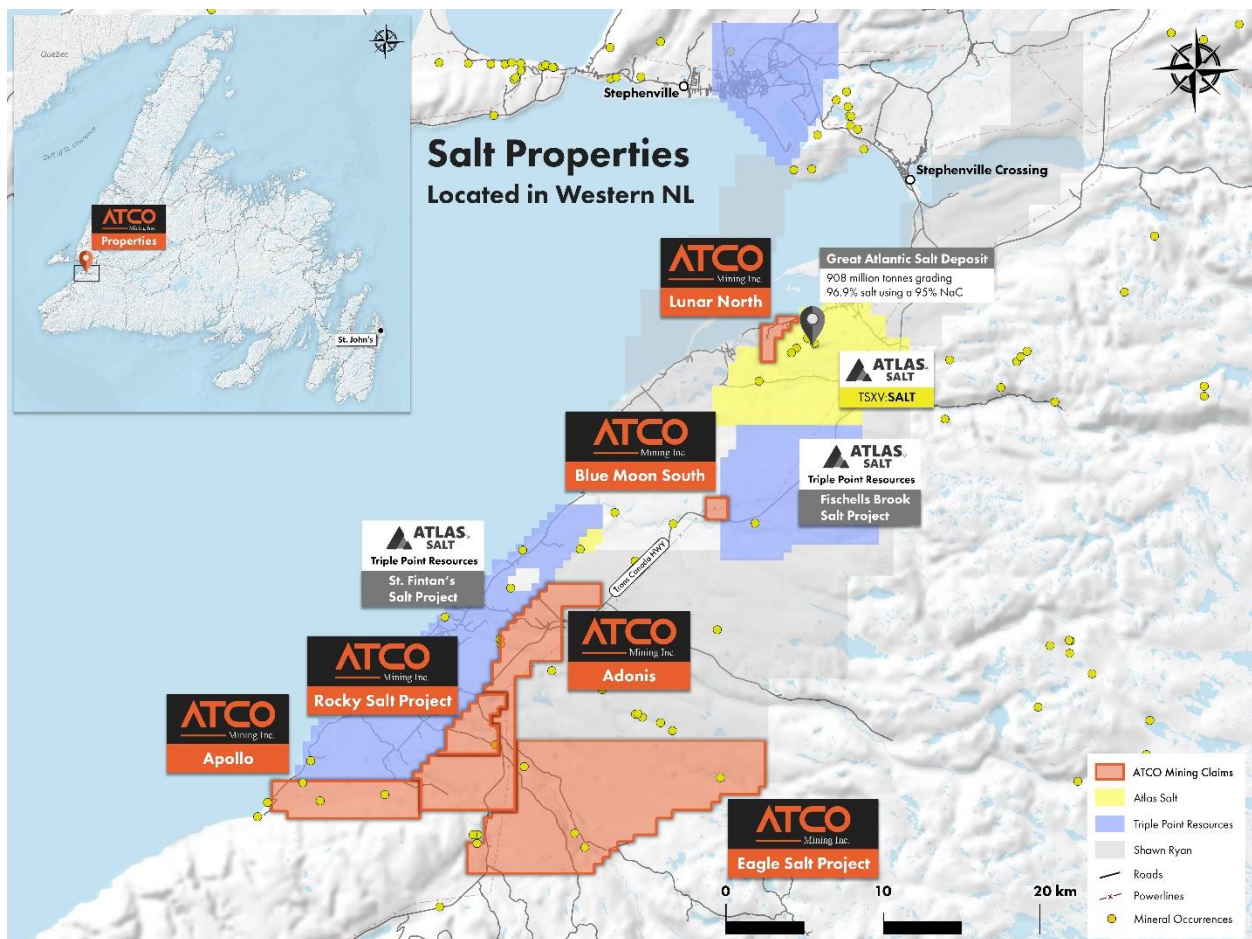 Quebec
Gulf of St. Lawrence
ATCO
Mining Inc.
Properties
St. John's
Stephenville
Salt Properties
Located in Western NL
Stephenville Crossing
ATCO
Mining Inc.
Lunar North
Great Atlantic Salt Deposit
908 million tonnes grading
96.9% salt using a 95% NaC
ATLAS
SALT
TSXV:SALT
ATCO
Mining Inc.
Blue Moon South
ATLAS
SALT
Triple Point Resources
Fischells Brook
Salt Project
ATLAS
SALT
Triple Point Resources
St. Fintan's
Salt Project
Trans Canada HWY
ATCO
Mining Inc.
Adonis
ATCO
Mining Inc.
Rocky Salt Project
ATCO
Mining Inc.
Apollo
ATCO
Mining Inc.
Eagle Salt Project
ATCO Mining Claims
Atlas Salt
Triple Point Resources
Shawn Ryan
Roads
Powerlines
Mineral Occurrences
0 10 20 km